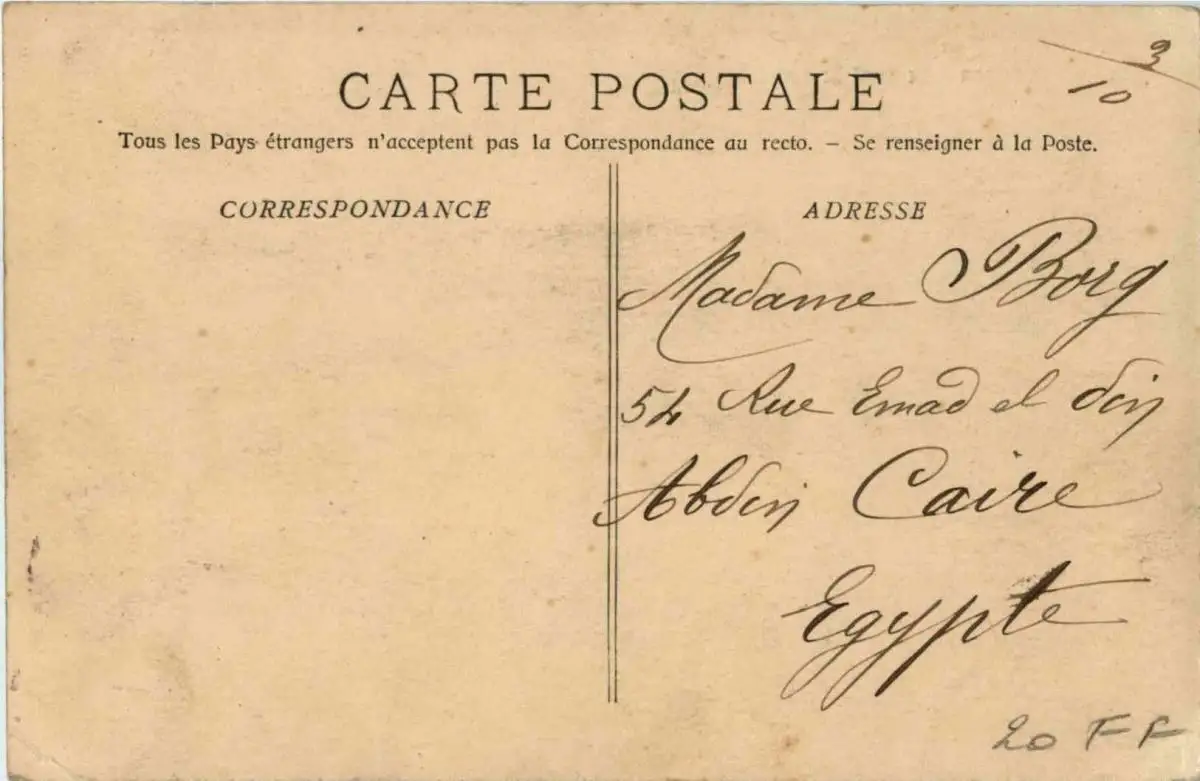 3
10
CARTE POSTALE
Tous les Pays étrangers n'acceptent pas la Correspondance au recto. – Se renseigner à la Poste.
CORRESPONDANCE
ADRESSE
Madame Borg
54 Rue Emad el din
Abdin Caire
Egypte
20 FF